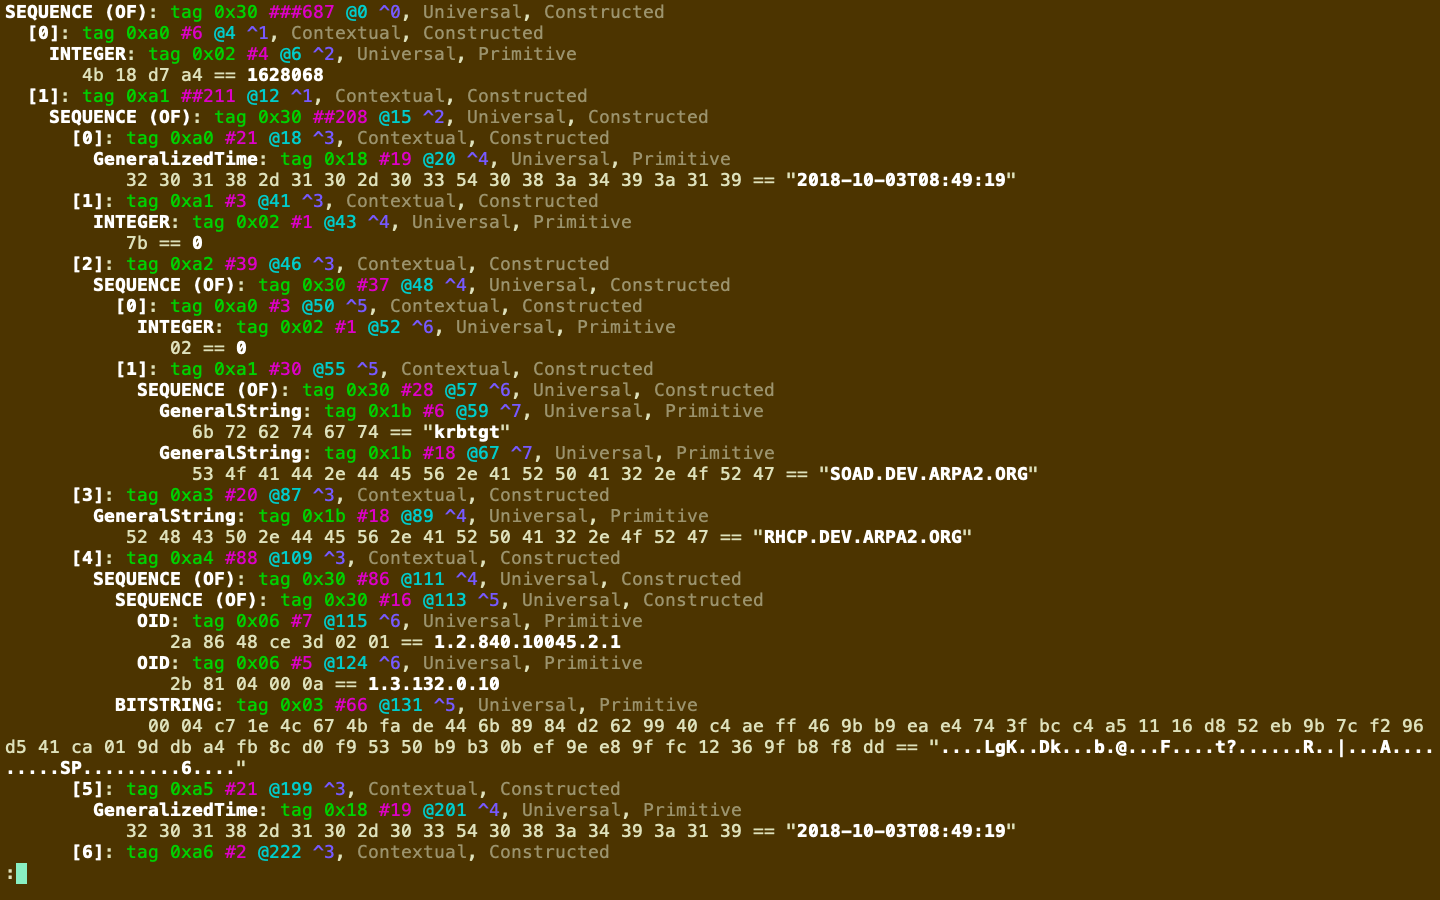 SEQUENCE (OF): tag 0x30 ###687 @0 ^0, Universal, Constructed
[0]: tag 0xa0 #6 @4 ^1, Contextual, Constructed
INTEGER: tag 0x02 #4 @6 ^2, Universal, Primitive
4b 18 d7 a4 == 1628068
[1]: tag 0xa1 ##211 @12 ^1, Contextual, Constructed
SEQUENCE (OF): tag 0x30 ##208 @15 ^2, Universal, Constructed
[0]: tag 0xa0 #21 @18 ^3, Contextual, Constructed
GeneralizedTime: tag 0x18 #19 @20 ^4, Universal, Primitive
32 30 31 38 2d 31 30 2d 30 33 54 30 38 3a 34 39 3a 31 39 == "2018-10-03T08:49:19"
[1]: tag 0xa1 #3 @41 ^3, Contextual, Constructed
INTEGER: tag 0x02 #1 @43 ^4, Universal, Primitive
7b == 0
[2]: tag 0xa2 #39 @46 ^3, Contextual, Constructed
SEQUENCE (OF): tag 0x30 #37 @48 ^4, Universal, Constructed
[0]: tag 0xa0 #3 @50 ^5, Contextual, Constructed
INTEGER: tag 0x02 #1 @52 ^6, Universal, Primitive
02 == 0
[1]: tag 0xa1 #30 @55 ^5, Contextual, Constructed
SEQUENCE (OF): tag 0x30 #28 @57 ^6, Universal, Constructed
GeneralString: tag 0x1b #6 @59 ^7, Universal, Primitive
6b 72 62 74 67 74 == "krbtgt"
GeneralString: tag 0x1b #18 @67 ^7, Universal, Primitive
53 4f 41 44 2e 44 45 56 2e 41 52 50 41 32 2e 4f 52 47 == "SOAD.DEV.ARPA2.ORG"
[3]: tag 0xa3 #20 @87 ^3, Contextual, Constructed
GeneralString: tag 0x1b #18 @89 ^4, Universal, Primitive
52 48 43 50 2e 44 45 56 2e 41 52 50 41 32 2e 4f 52 47 == "RHCP.DEV.ARPA2.ORG"
[4]: tag 0xa4 #88 @109 ^3, Contextual, Constructed
SEQUENCE (OF): tag 0x30 #86 @111 ^4, Universal, Constructed
SEQUENCE (OF): tag 0x30 #16 @113 ^5, Universal, Constructed
OID: tag 0x06 #7 @115 ^6, Universal, Primitive
2a 86 48 ce 3d 02 01 == 1.2.840.10045.2.1
OID: tag 0x06 #5 @124 ^6, Universal, Primitive
2b 81 04 00 0a == 1.3.132.0.10
BITSTRING: tag 0x03 #66 @131 ^5, Universal, Primitive
00 04 c7 1e 4c 67 4b fa de 44 6b 89 84 d2 62 99 40 c4 ae ff 46 9b b9 ea e4 74 3f bc c4 a5 11 16 d8 52 eb 9b 7c f2 96
d5 41 ca 01 9d db a4 fb 8c d0 f9 53 50 b9 b3 0b ef 9e e8 9f fc 12 36 9f b8 f8 dd == "....LgK..Dk...b.@...F....t?......R..|...A....
.....SP.........6...."
[5]: tag 0xa5 #21 @199 ^3, Contextual, Constructed
GeneralizedTime: tag 0x18 #19 @201 ^4, Universal, Primitive
32 30 31 38 2d 31 30 2d 30 33 54 30 38 3a 34 39 3a 31 39 == "2018-10-03T08:49:19"
[6]: tag 0xa6 #2 @222 ^3, Contextual, Constructed
: